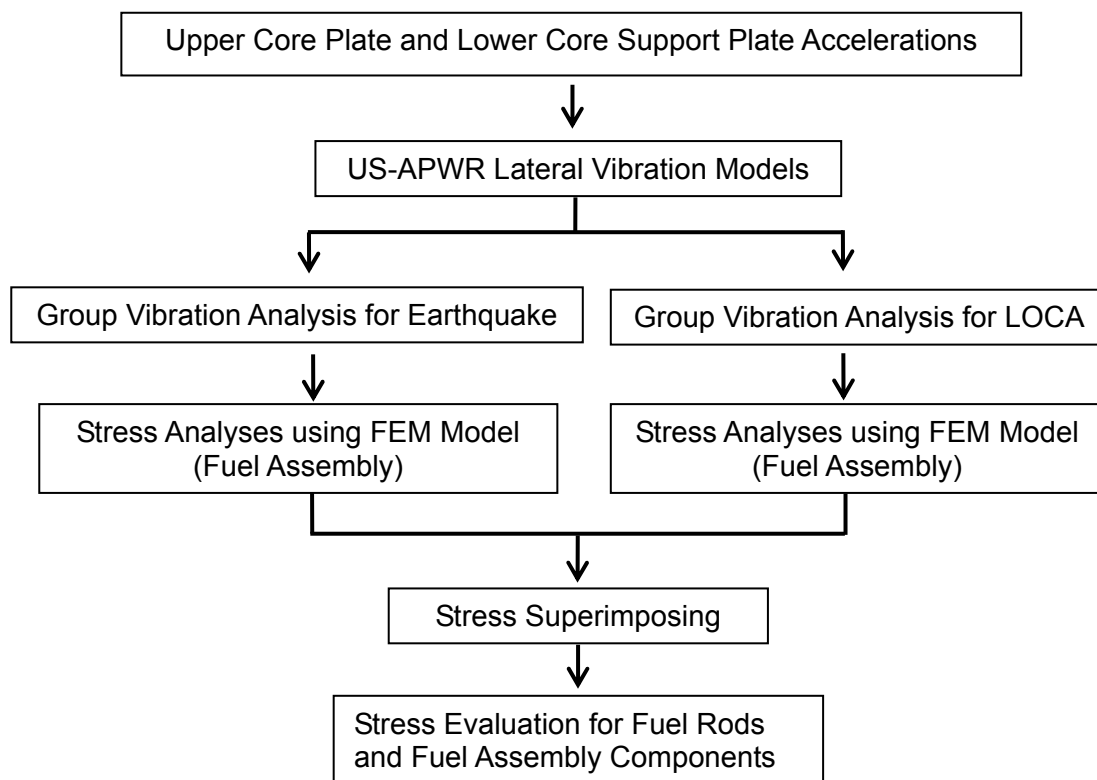 Upper Core Plate and Lower Core Support Plate Accelerations
US-APWR Lateral Vibration Models
Group Vibration Analysis for Earthquake
Group Vibration Analysis for LOCA
Stress Analyses using FEM Model
(Fuel Assembly)
Stress Analyses using FEM Model
(Fuel Assembly)
Stress Superimposing
Stress Evaluation for Fuel Rods
and Fuel Assembly Components